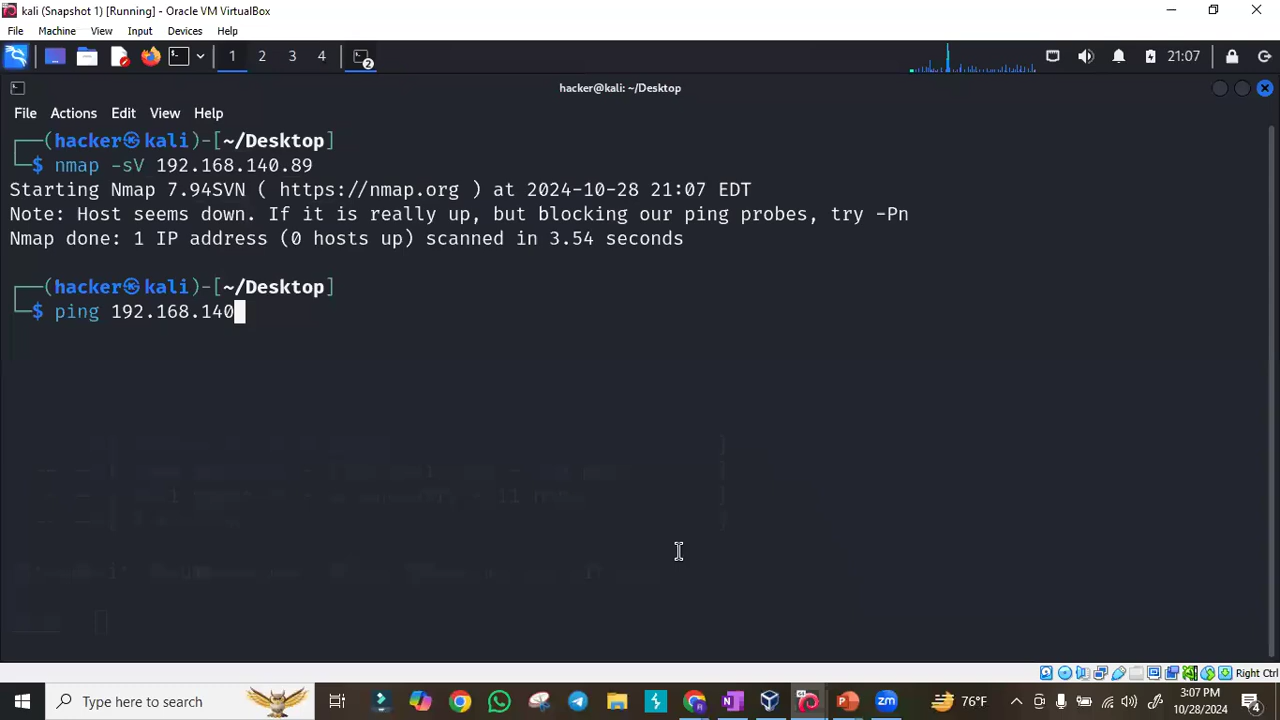 kali (Snapshot 1) [Running] - Oracle VM VirtualBox
File Machine View Input Devices Help
1 2 3 4 2 21:07
hacker@kali: ~/Desktop
File Actions Edit View Help
(hacker㉿kali)-[~/Desktop]
$ nmap -sV 192.168.140.89
Starting Nmap 7.94SVN ( https://nmap.org ) at 2024-10-28 21:07 EDT
Note: Host seems down. If it is really up, but blocking our ping probes, try -Pn
Nmap done: 1 IP address (0 hosts up) scanned in 3.54 seconds
(hacker㉿kali)-[~/Desktop]
$ ping 192.168.140
Right Ctrl
Type here to search
76°F
3:07 PM
10/28/2024
4